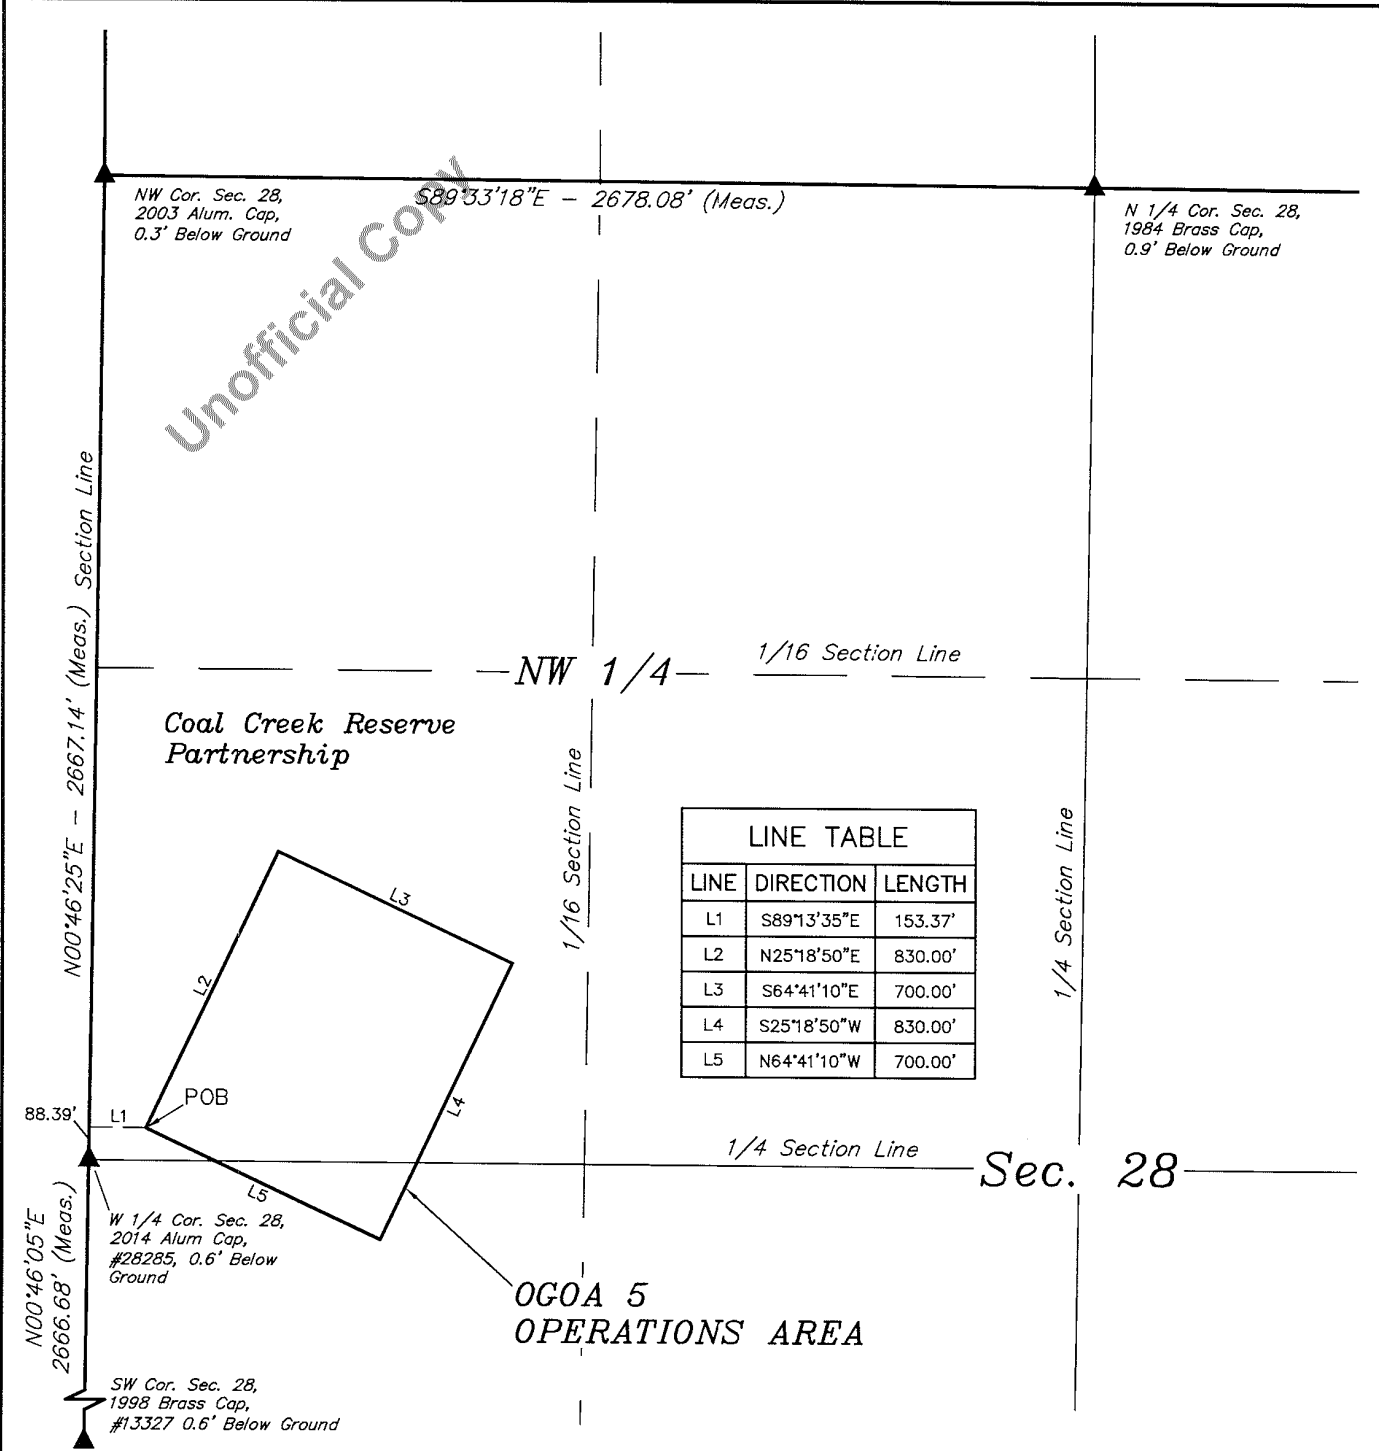 NW Cor. Sec. 28,
2003 Alum. Cap,
0.3' Below Ground
S89°33'18"E – 2678.08' (Meas.)
N 1/4 Cor. Sec. 28,
1984 Brass Cap,
0.9' Below Ground
Unofficial Copy
N00°46'25"E – 2667.14' (Meas.) Section Line
NW 1/4
1/16 Section Line
Coal Creek Reserve
Partnership
1/16 Section Line
1/4 Section Line
LINE TABLE
LINE DIRECTION LENGTH
L1 S89°13'35"E 153.37'
L2 N25°18'50"E 830.00'
L3 S64°41'10"E 700.00'
L4 S25°18'50"W 830.00'
L5 N64°41'10"W 700.00'
L3
L2
L4
POB
88.39'
L1
1/4 Section Line
Sec. 28
L5
W 1/4 Cor. Sec. 28,
2014 Alum Cap,
#28285, 0.6' Below
Ground
N00°46'05"E
2666.68' (Meas.)
OGOA 5
OPERATIONS AREA
SW Cor. Sec. 28,
1998 Brass Cap,
#13327 0.6' Below Ground